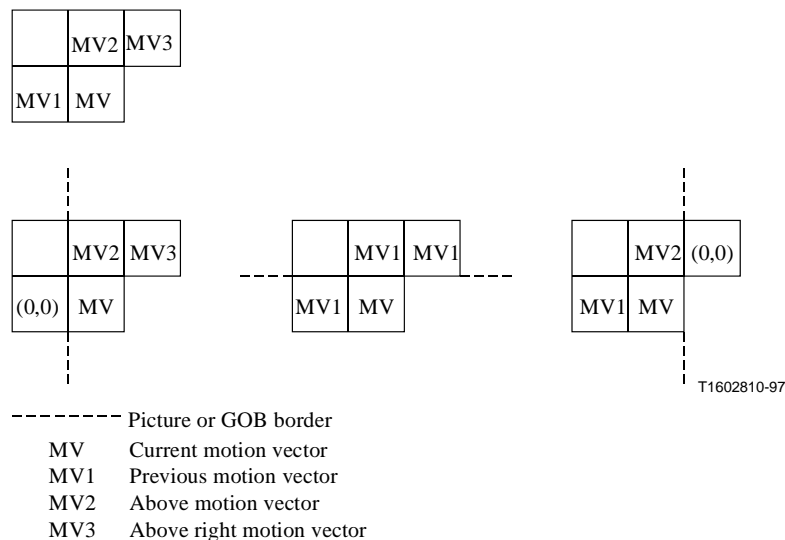 MV2 MV3
MV1 MV
MV2 MV3 MV1 MV1 MV2 (0,0)
(0,0) MV MV1 MV MV1 MV
T1602810-97
Picture or GOB border
MV Current motion vector
MV1 Previous motion vector
MV2 Above motion vector
MV3 Above right motion vector